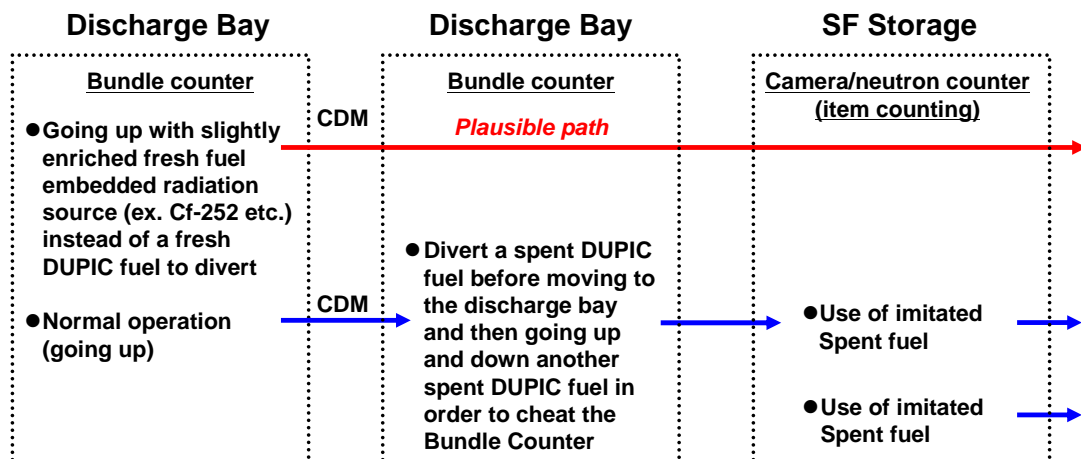 Discharge Bay
Bundle counter
●Going up with slightly
enriched fresh fuel
embedded radiation
source (ex. Cf-252 etc.)
instead of a fresh
DUPIC fuel to divert
●Normal operation
(going up)
CDM
CDM
Discharge Bay
Bundle counter
Plausible path
●Divert a spent DUPIC
fuel before moving to
the discharge bay
and then going up
and down another
spent DUPIC fuel in
order to cheat the
Bundle Counter
SF Storage
Camera/neutron counter
(item counting)
●Use of imitated
Spent fuel
●Use of imitated
Spent fuel